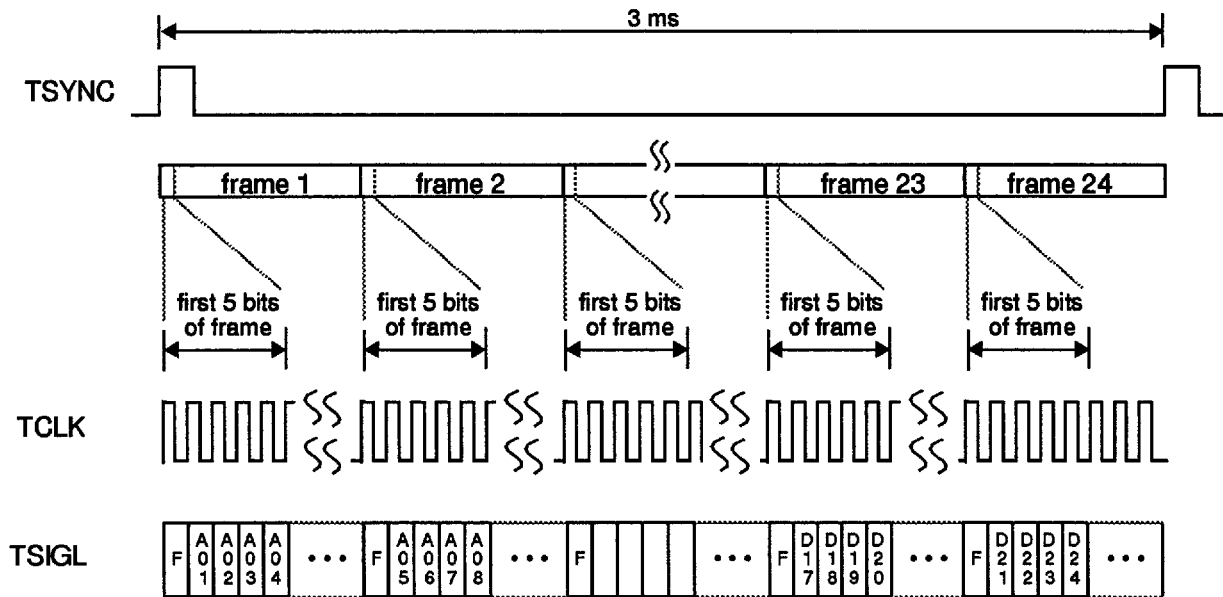 3 ms
TSYNC
frame 1 frame 2 frame 23 frame 24
first 5 bits of frame
first 5 bits of frame
first 5 bits of frame
first 5 bits of frame
first 5 bits of frame
TCLK
TSIGL F A01 A02 A03 A04 ••• F A05 A06 A07 A08 ••• F ••• F D17 D18 D19 D20 ••• F D21 D22 D23 D24 •••